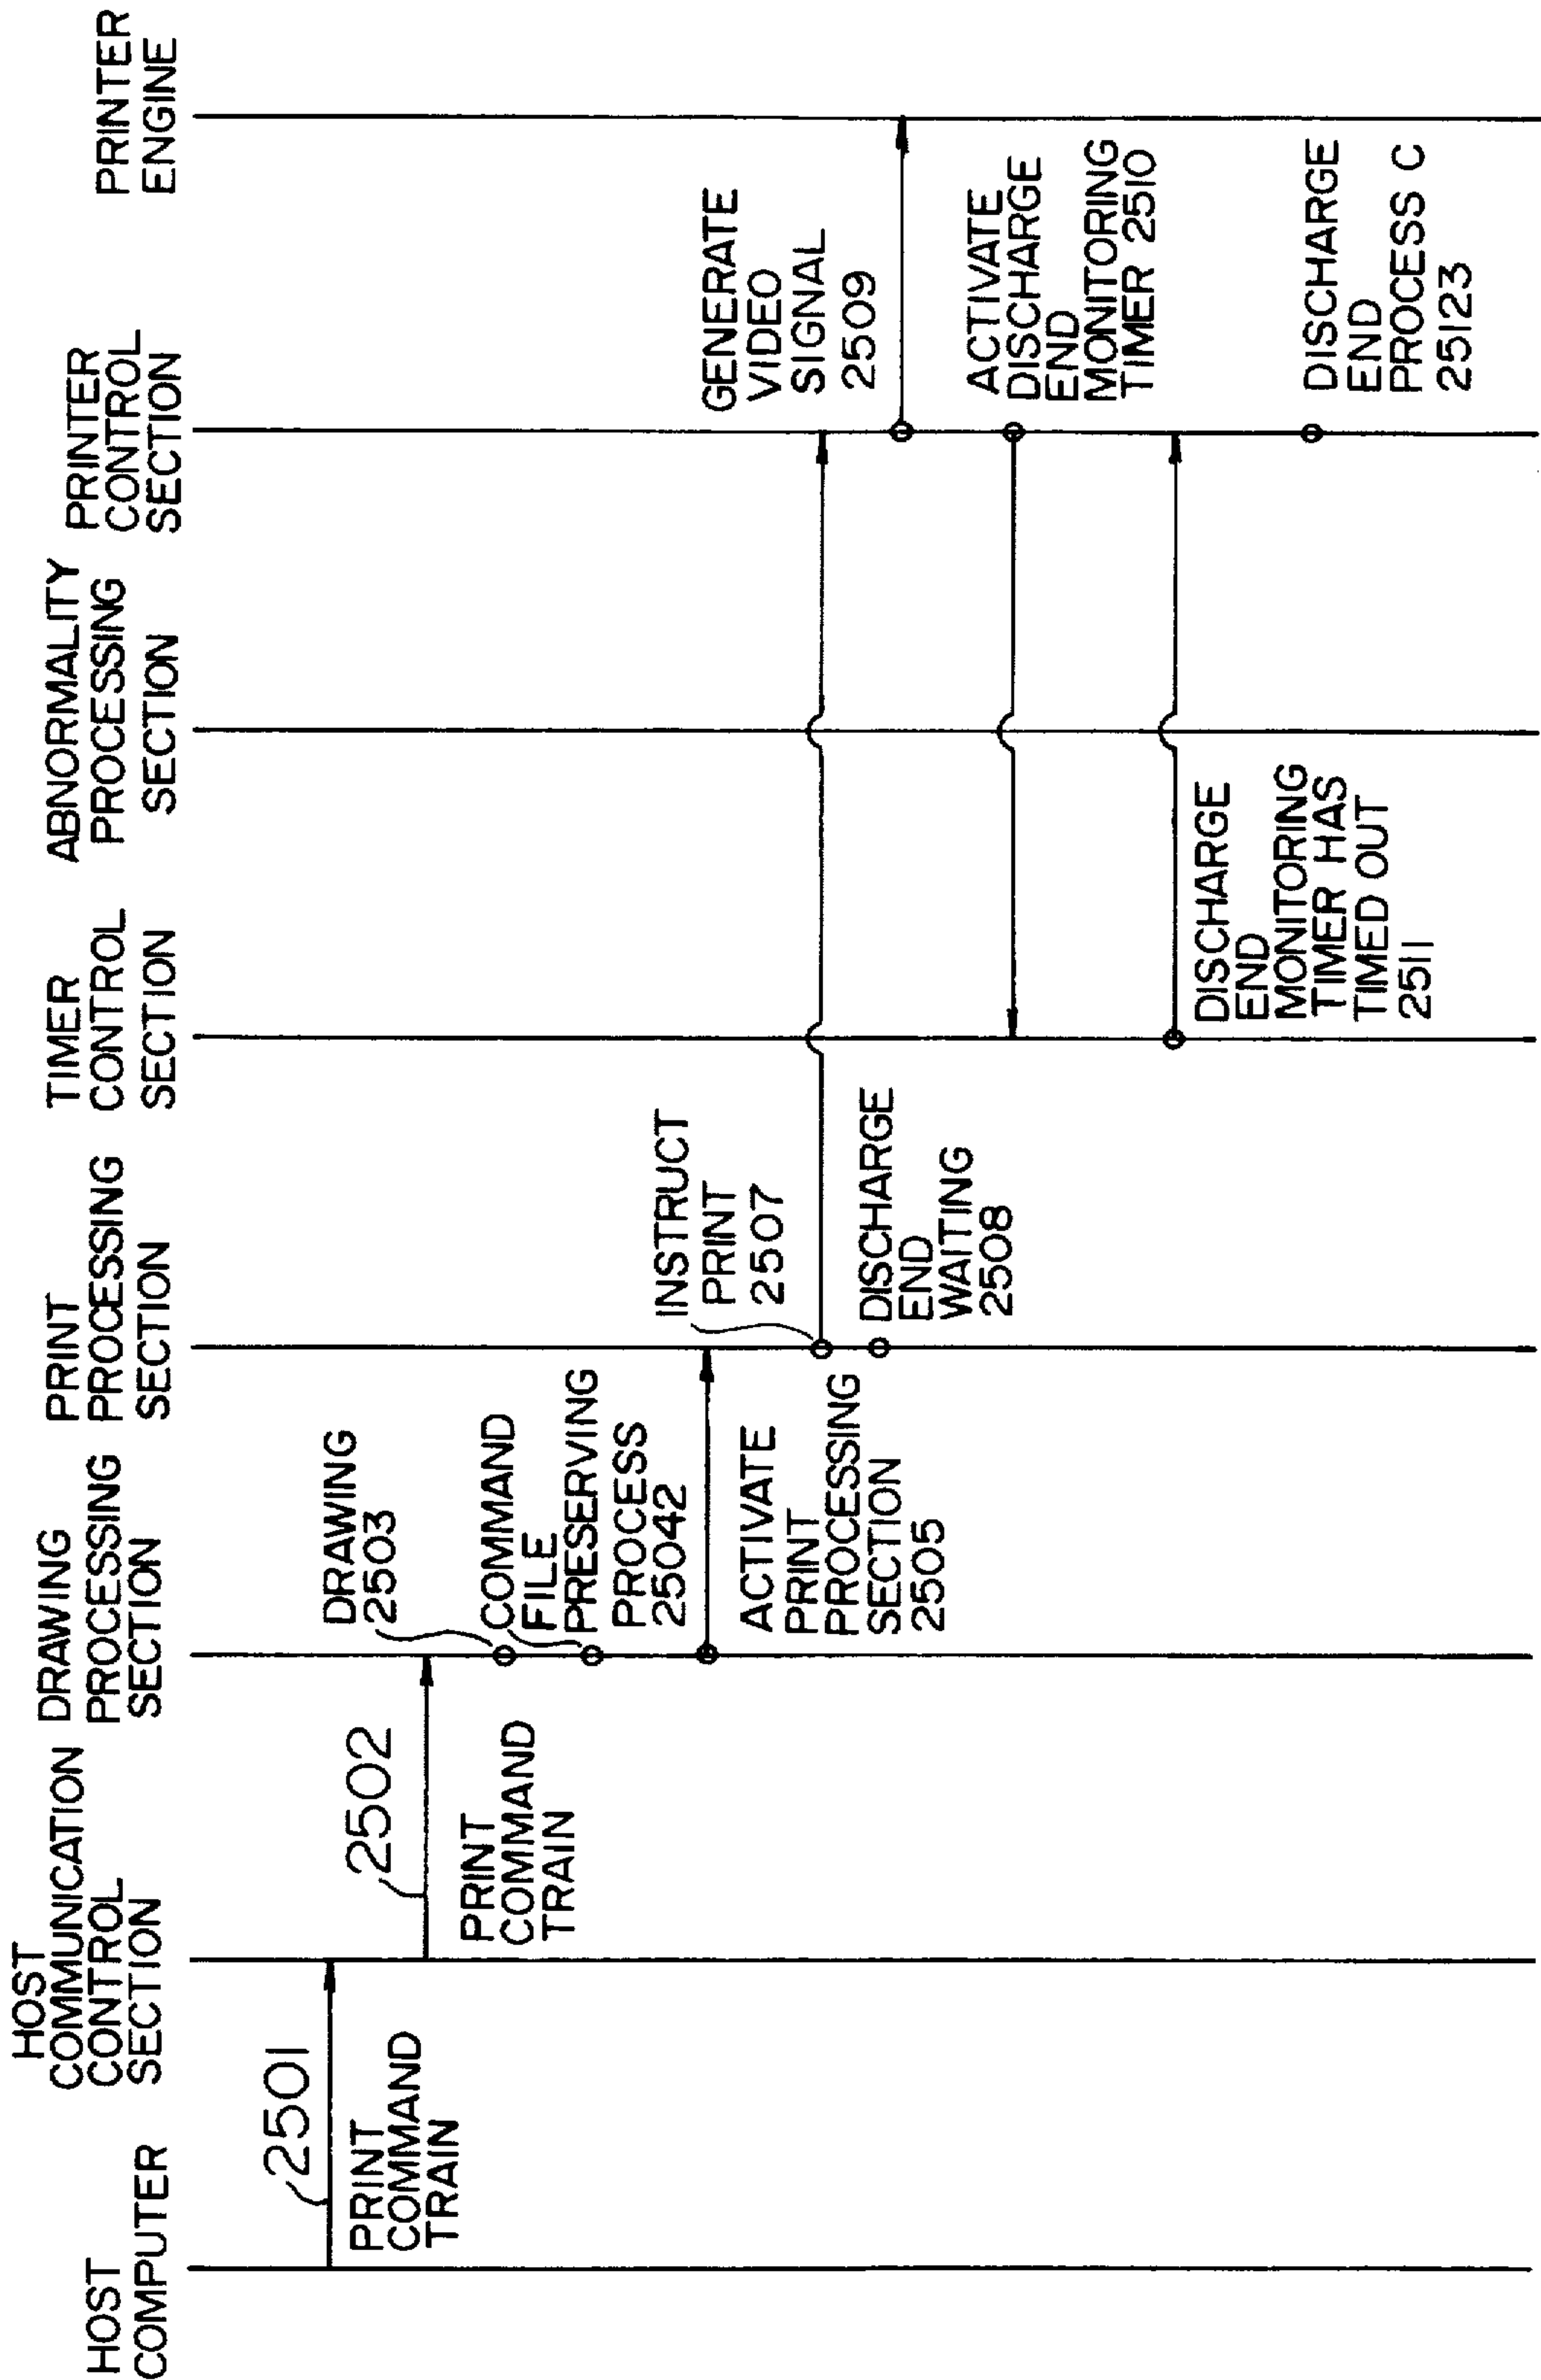 HOST
COMPUTER
HOST
COMMUNICATION
CONTROL
SECTION
DRAWING
PROCESSING
SECTION
PRINT
PROCESSING
SECTION
TIMER
CONTROL
SECTION
ABNORMALITY
PROCESSING
SECTION
PRINTER
CONTROL
SECTION
PRINTER
ENGINE
2501
PRINT
COMMAND
TRAIN
2502
PRINT
COMMAND
TRAIN
DRAWING
2503
COMMAND
FILE
PRESERVING
PROCESS
25042
ACTIVATE
PRINT
PROCESSING
SECTION
2505
INSTRUCT
PRINT
2507
DISCHARGE
END
WAITING
2508
GENERATE
VIDEO
SIGNAL
2509
ACTIVATE
DISCHARGE
END
MONITORING
TIMER 2510
DISCHARGE
END
MONITORING
TIMER HAS
TIMED OUT
2511
DISCHARGE
END
PROCESS C
25123